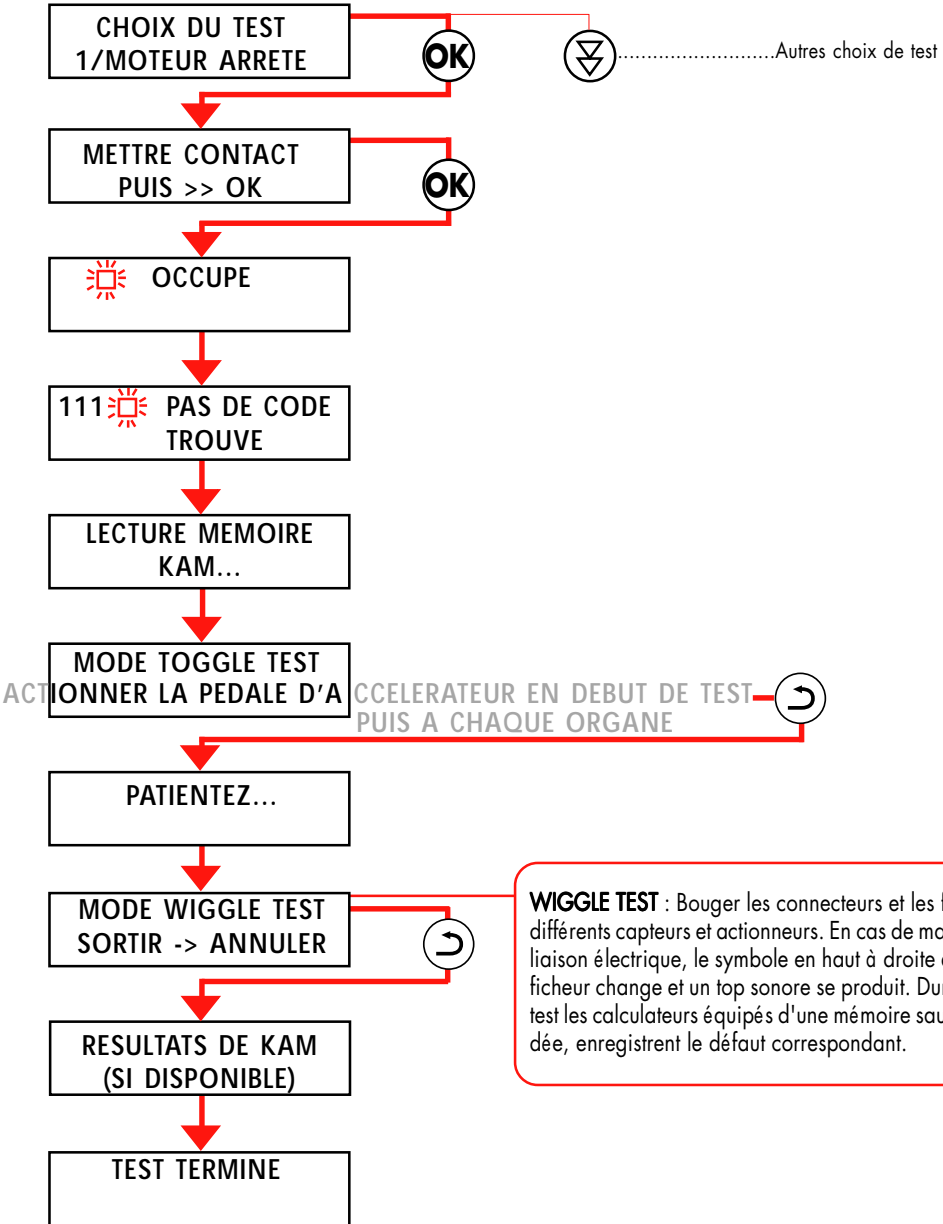 CHOIX DU TEST
1/MOTEUR ARRETE
OK
..........................Autres choix de test
METTRE CONTACT
PUIS >> OK
OK
OCCUPE
111 PAS DE CODE
TROUVE
LECTURE MEMOIRE
KAM...
MODE TOGGLE TEST
ACTIONNER LA PEDALE D'A CCELERATEUR EN DEBUT DE TEST
PUIS A CHAQUE ORGANE
PATIENTEZ...
MODE WIGGLE TEST
SORTIR -> ANNULER
WIGGLE TEST : Bouger les connecteurs et les
différents capteurs et actionneurs. En cas de
liaison électrique, le symbole en haut à droite
ficheur change et un top sonore se produit.
test les calculateurs équipés d'une mémoire
dée, enregistrent le défaut correspondant.
RESULTATS DE KAM
(SI DISPONIBLE)
TEST TERMINE